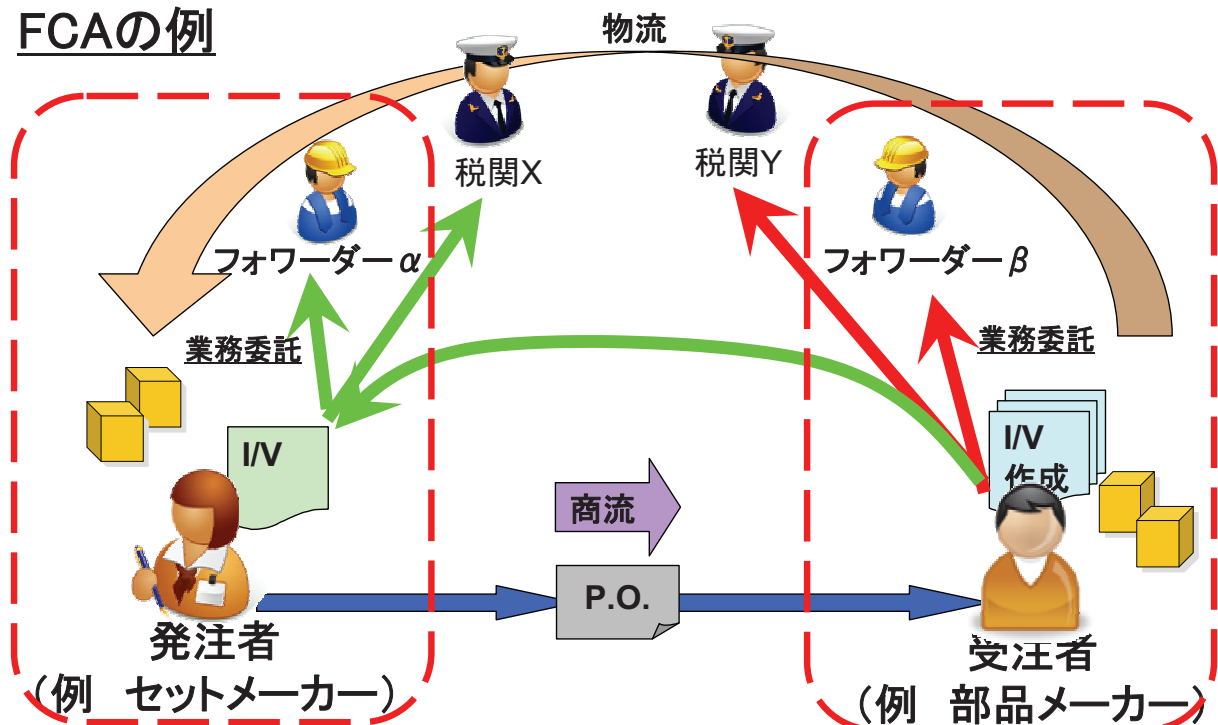 FCAの例
物流
税関X
税関Y
フォワーダーα
フォワーダーβ
業務委託
業務委託
I/V
I/V
作成
商流
P.O.
発注者
（例　セットメーカー）
受注者
（例　部品メーカー）